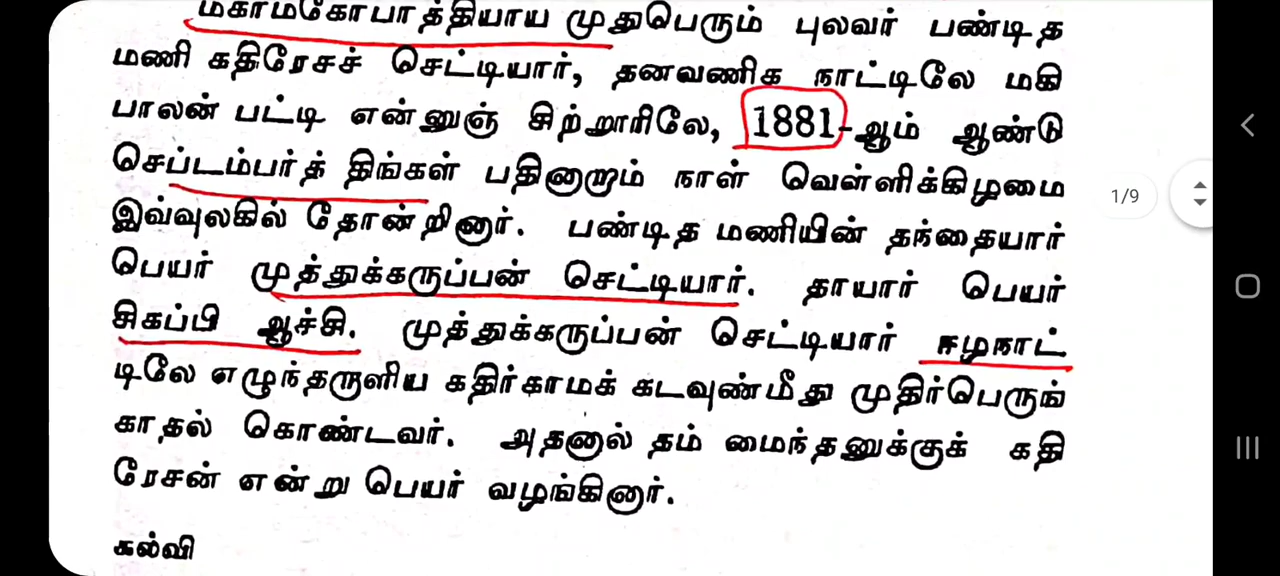 மகாமகோபாத்தியாய முதுபெரும் புலவர் பண்டித
மணி கதிரேசச் செட்டியார், தனவணிக நாட்டிலே மகி
பாலன் பட்டி என்னுஞ் சிற்றூரிலே, 1881-ஆம் ஆண்டு
செப்டம்பர்த் திங்கள் பதினாறாம் நாள் வெள்ளிக்கிழமை
இவ்வுலகில் தோன்றினார். பண்டித மணியின் தந்தையார்
பெயர் முத்துக்கருப்பன் செட்டியார். தாயார் பெயர்
சிகப்பி ஆச்சி. முத்துக்கருப்பன் செட்டியார் ஈழநாட்
டிலே எழுந்தருளிய கதிர்காமக் கடவுண்மீது முதிர்பெருங்
காதல் கொண்டவர். அதனால் தம் மைந்தனுக்குக் கதி
ரேசன் என்று பெயர் வழங்கினார்.
கல்வி
1/9